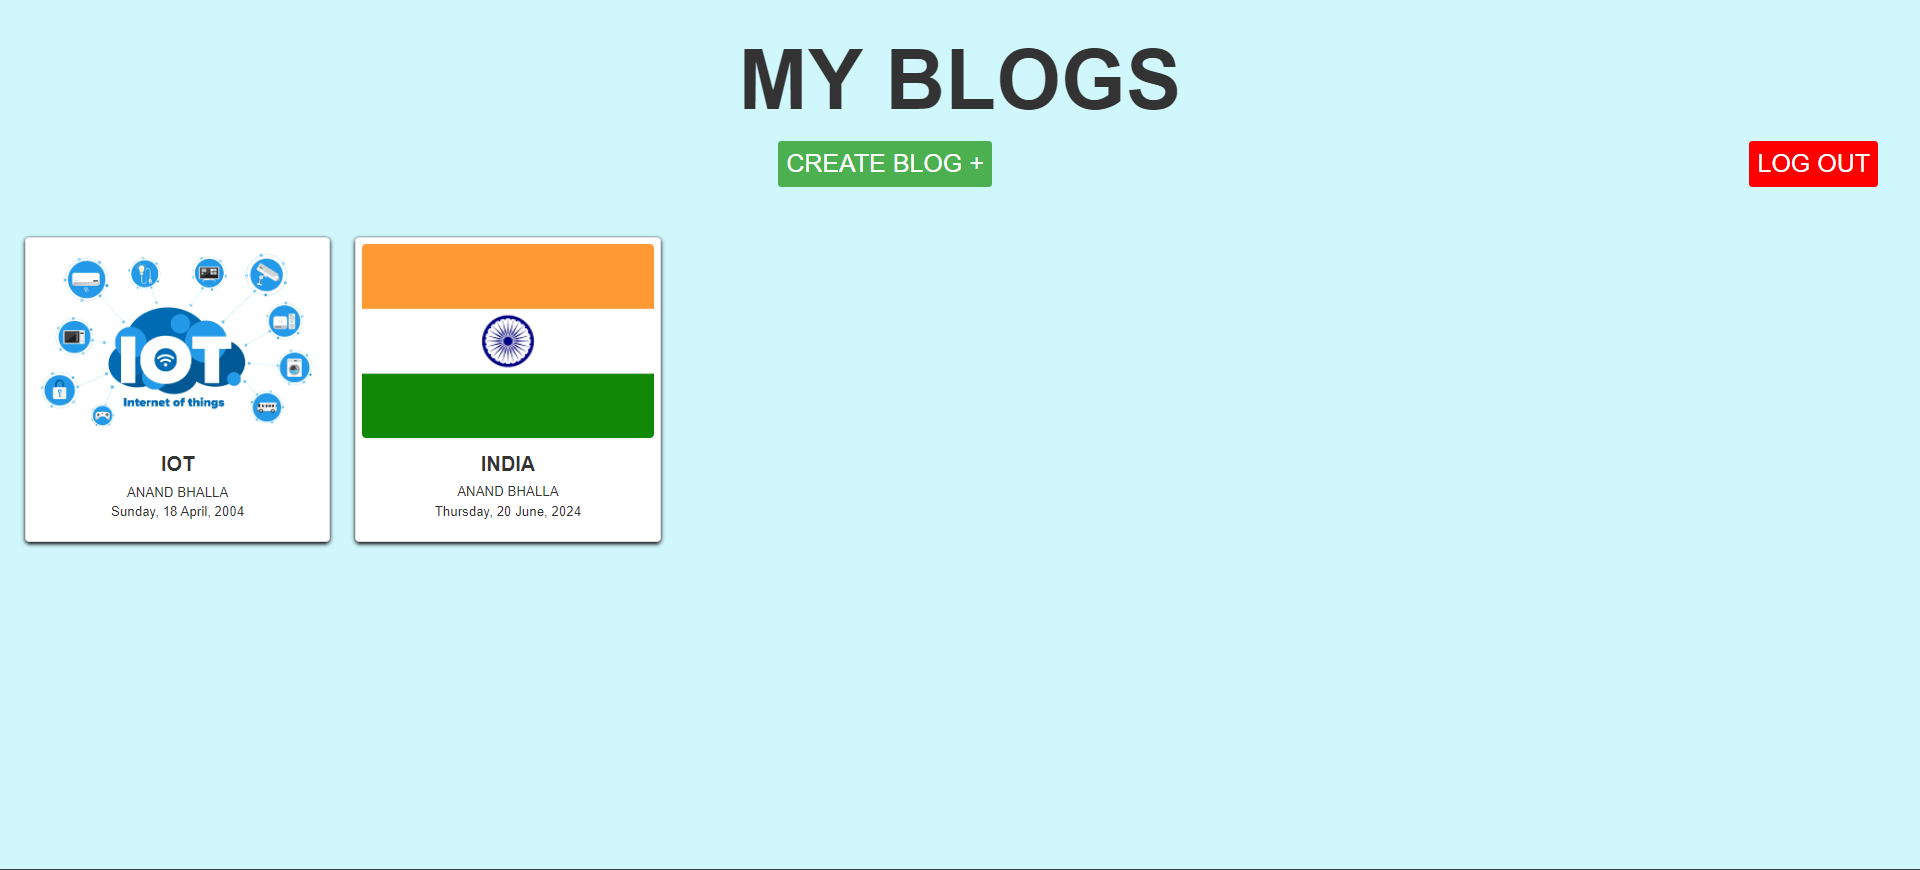 MY BLOGS
CREATE BLOG +
LOG OUT
IOT
Internet of things
IOT
ANAND BHALLA
Sunday, 18 April, 2004
INDIA
ANAND BHALLA
Thursday, 20 June, 2024